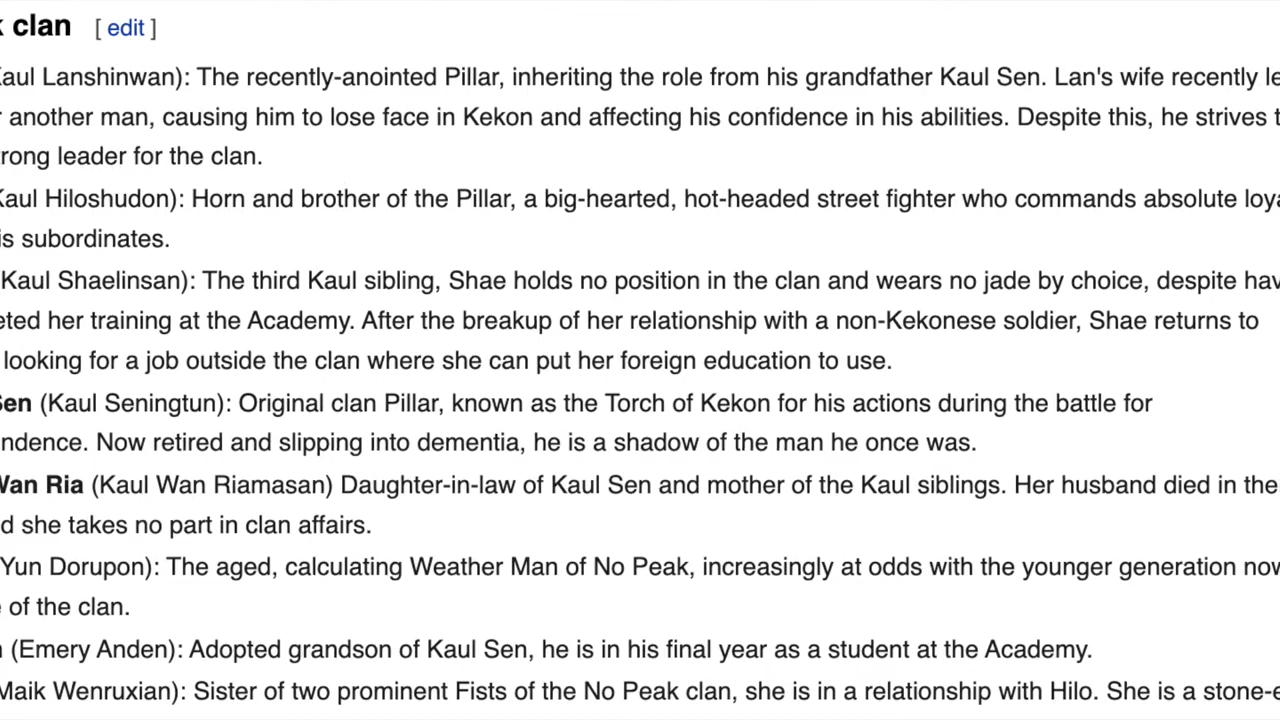 clan [ edit ]
Kaul Lanshinwan): The recently-anointed Pillar, inheriting the role from his grandfather Kaul Sen. Lan's wife recently le
another man, causing him to lose face in Kekon and affecting his confidence in his abilities. Despite this, he strives t
rong leader for the clan.
Kaul Hiloshudon): Horn and brother of the Pillar, a big-hearted, hot-headed street fighter who commands absolute loya
is subordinates.
Kaul Shaelinsan): The third Kaul sibling, Shae holds no position in the clan and wears no jade by choice, despite hav
eted her training at the Academy. After the breakup of her relationship with a non-Kekonese soldier, Shae returns to
looking for a job outside the clan where she can put her foreign education to use.
Sen (Kaul Seningtun): Original clan Pillar, known as the Torch of Kekon for his actions during the battle for
ndence. Now retired and slipping into dementia, he is a shadow of the man he once was.
Wan Ria (Kaul Wan Riamasan) Daughter-in-law of Kaul Sen and mother of the Kaul siblings. Her husband died in the
d she takes no part in clan affairs.
Yun Dorupon): The aged, calculating Weather Man of No Peak, increasingly at odds with the younger generation now
of the clan.
(Emery Anden): Adopted grandson of Kaul Sen, he is in his final year as a student at the Academy.
Maik Wenruxian): Sister of two prominent Fists of the No Peak clan, she is in a relationship with Hilo. She is a stone-e